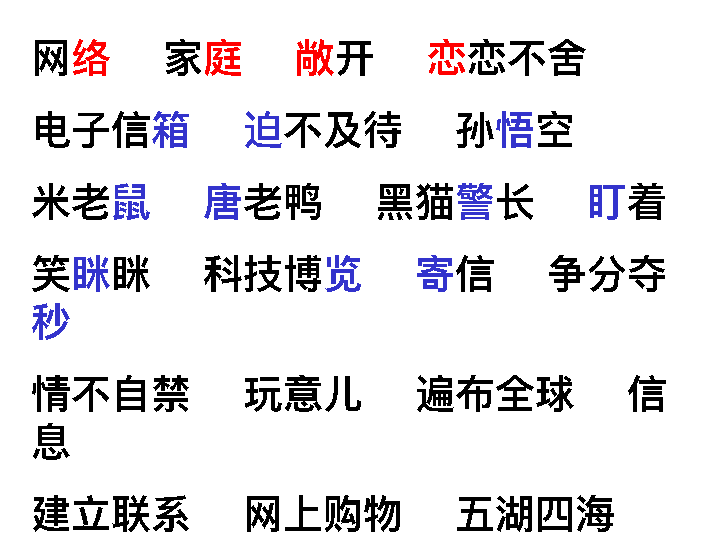 网络 家庭 敞开 恋恋不舍
电子信箱 迫不及待 孙悟空
米老鼠 唐老鸭 黑猫警长 盯着
笑眯眯 科技博览 寄信 争分夺
秒
情不自禁 玩意儿 遍布全球 信
息
建立联系 网上购物 五湖四海